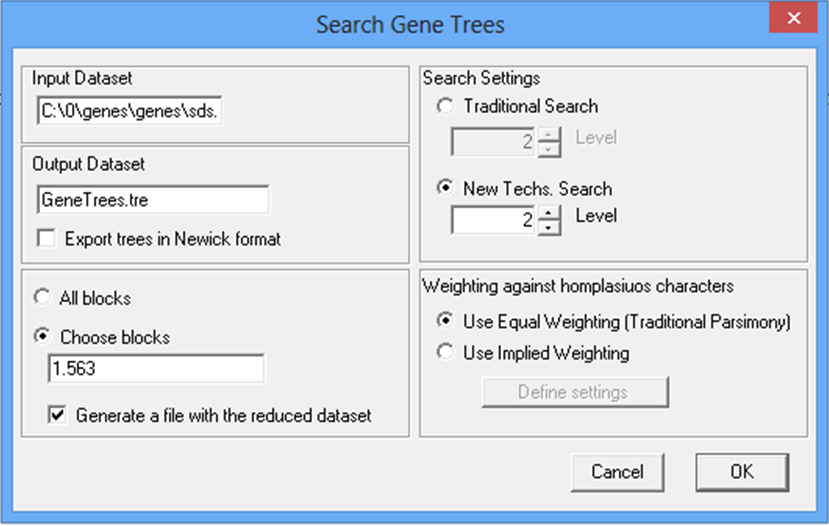 Search Gene Trees
Input Dataset
C:\0\genes\genes\sds.
Output Dataset
GeneTrees.tre
Export trees in Newick format
All blocks
Choose blocks
1.563
Generate a file with the reduced dataset
Search Settings
Traditional Search
2 Level
New Techs. Search
2 Level
Weighting against homplasiuos characters
Use Equal Weighting (Traditional Parsimony)
Use Implied Weighting
Define settings
Cancel OK